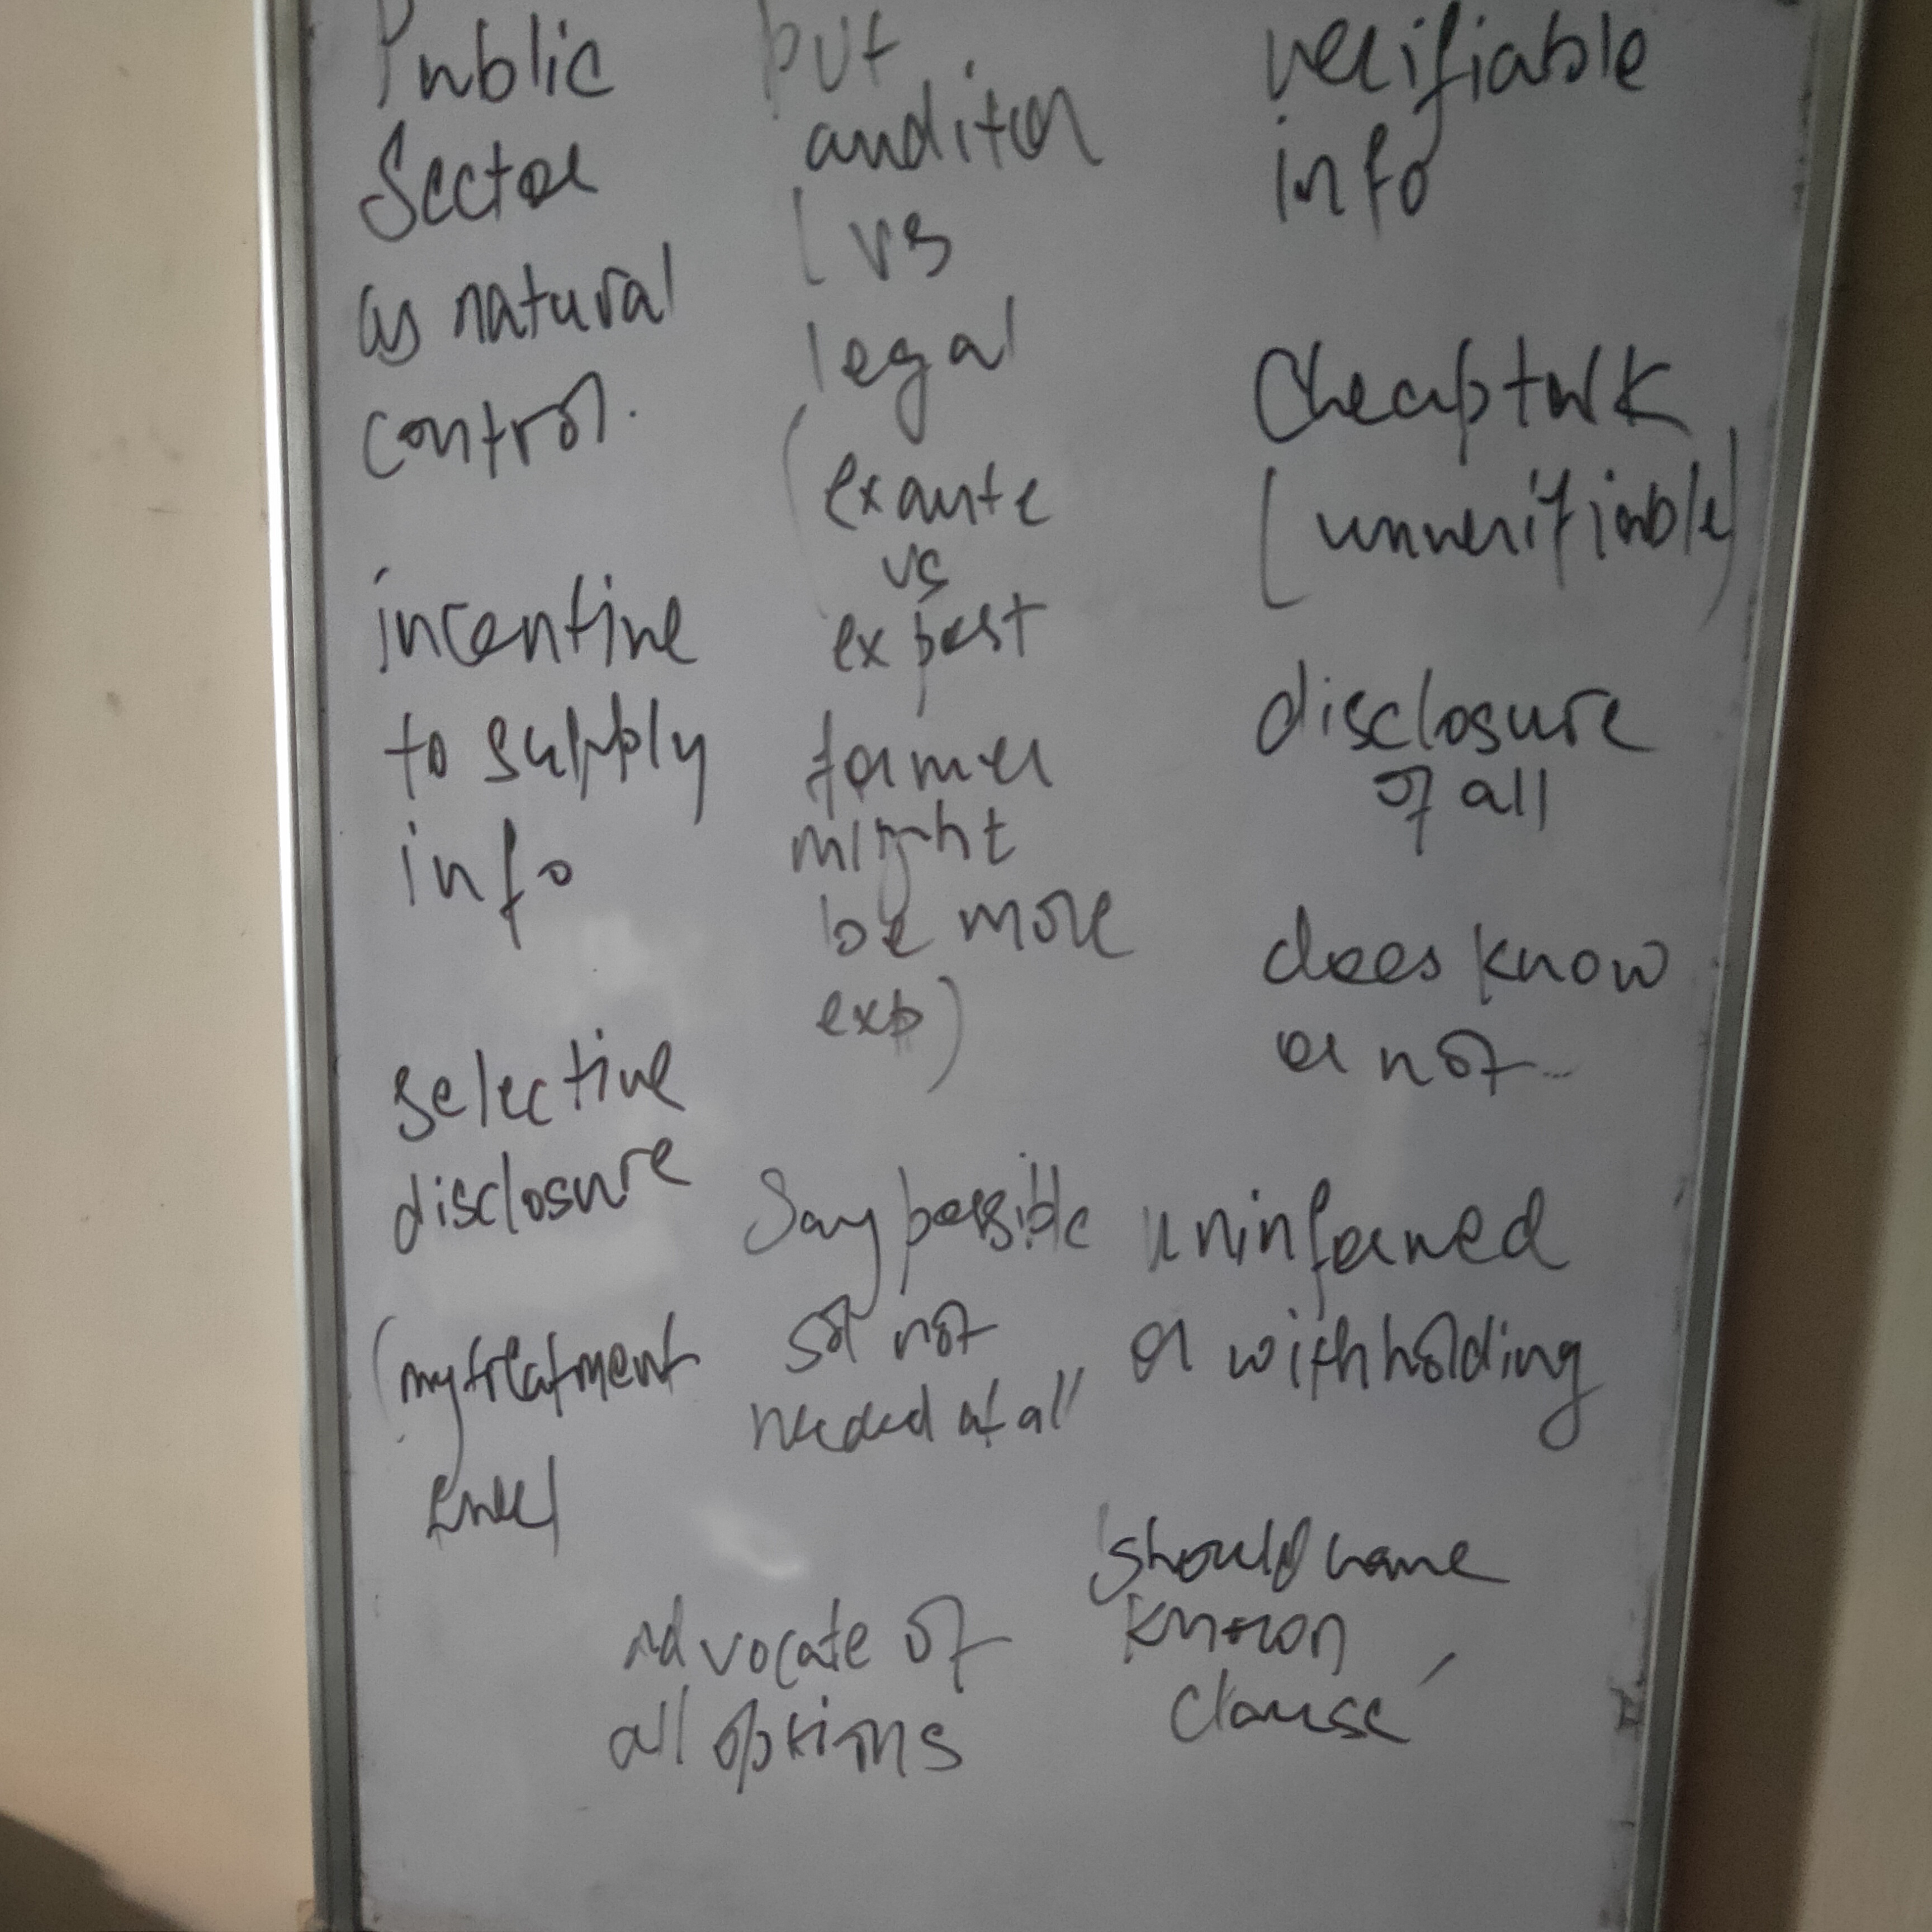 Public
Sector
as natural
control.
incentive
to supply
info
selective
disclosure
(my treatment
but
auditor
(vs
legal
(ex ante
vs
ex post
former
might
be more
exp)
Say possible
sol not
needed at all
advocate of
all options
verifiable
info
Cheap talk
(unverifiable)
disclosure
of all
does know
or not...
uninformed
or withholding
'should have
known
clause'